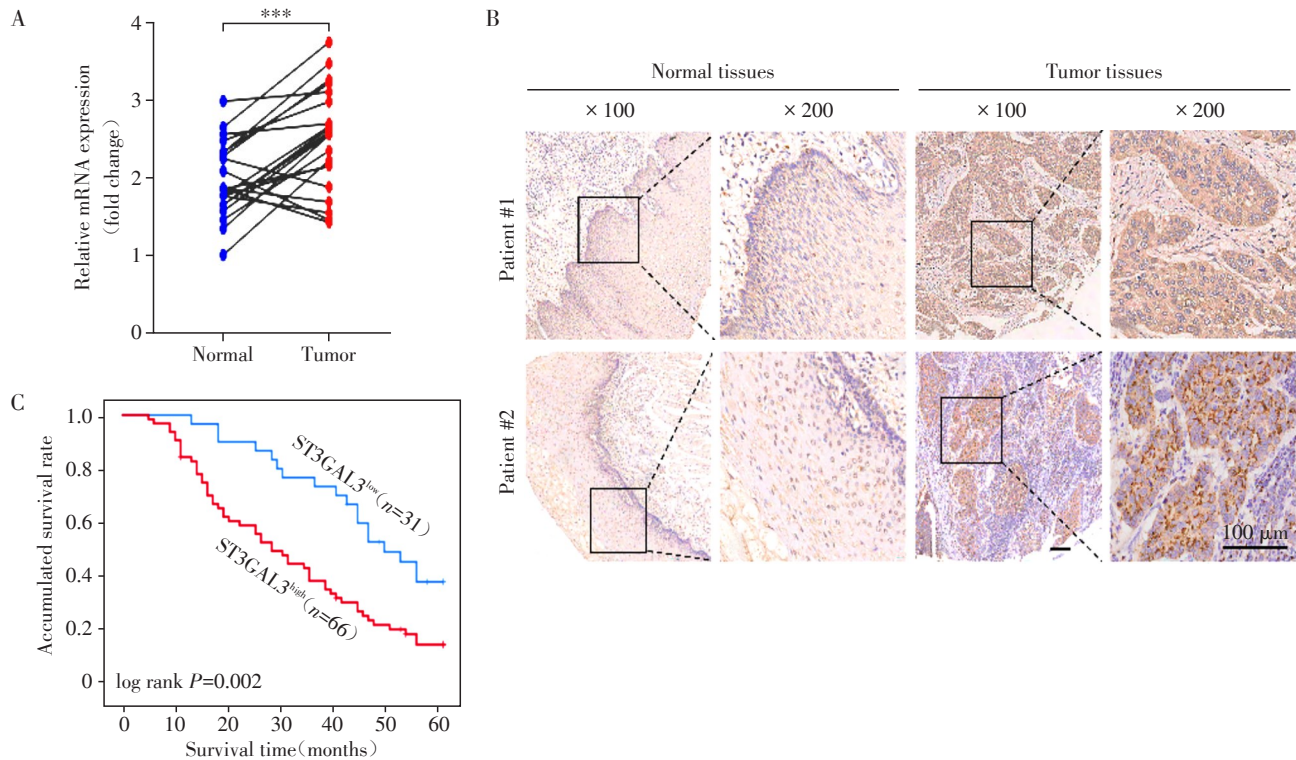 A
***
Relative mRNA expression
（fold change）
4
3
2
1
0
Normal
Tumor
B
Normal tissues
Tumor tissues
× 100
× 200
× 100
× 200
Patient #1
Patient #2
100 μm
C
Accumulated survival rate
1.0
0.8
0.6
0.4
0.2
0
ST3GAL3low（n=31）
ST3GAL3high（n=66）
log rank P=0.002
0
10
20
30
40
50
60
Survival time（months）